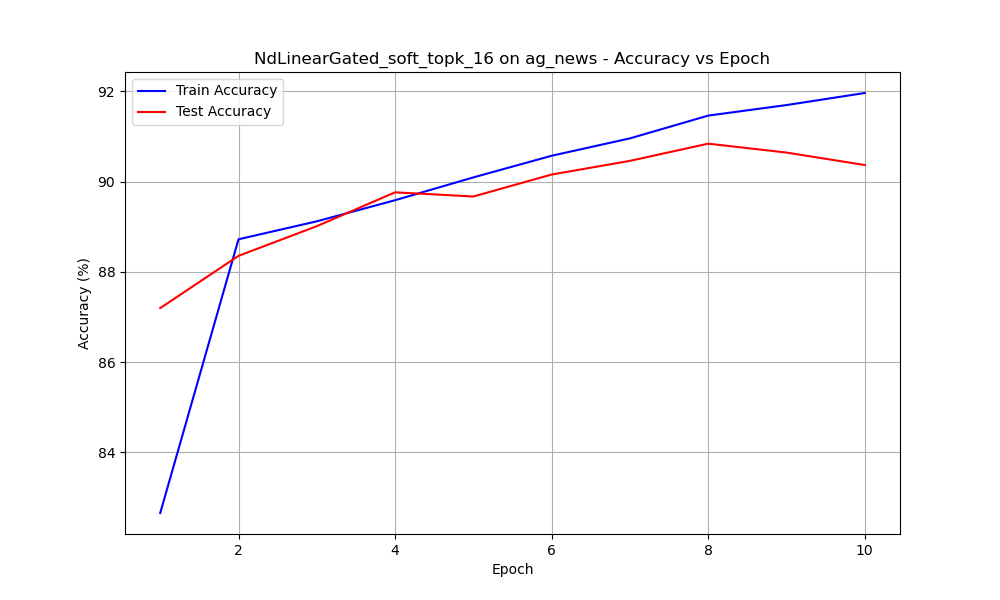 NdLinearGated_soft_topk_16 on ag_news - Accuracy vs Epoch
Train Accuracy
Test Accuracy
Accuracy (%)
92
90
88
86
84
2 4 6 8 10
Epoch